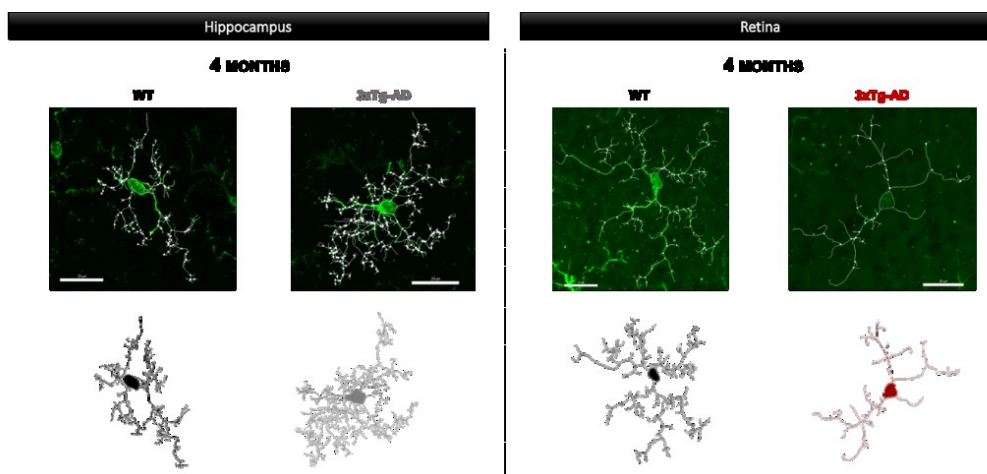 Hippocampus
4 MONTHS
WT
3xTg-AD
Retina
4 MONTHS
WT
3xTg-AD